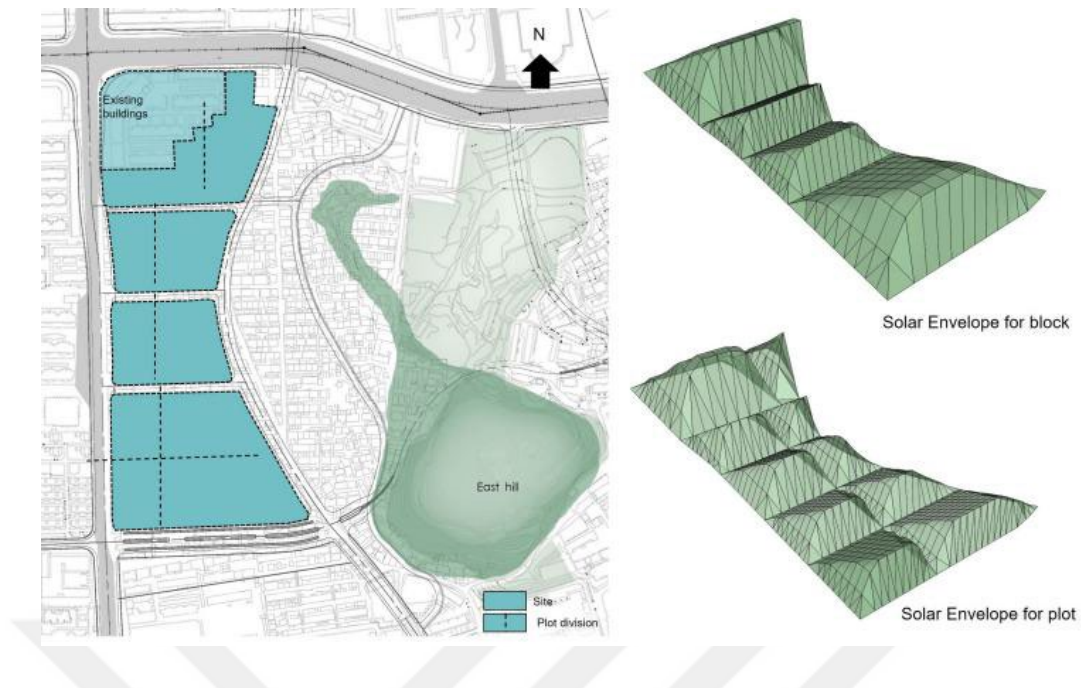 N
Existing
buildings
East hill
Site
Plot division
Solar Envelope for block
Solar Envelope for plot